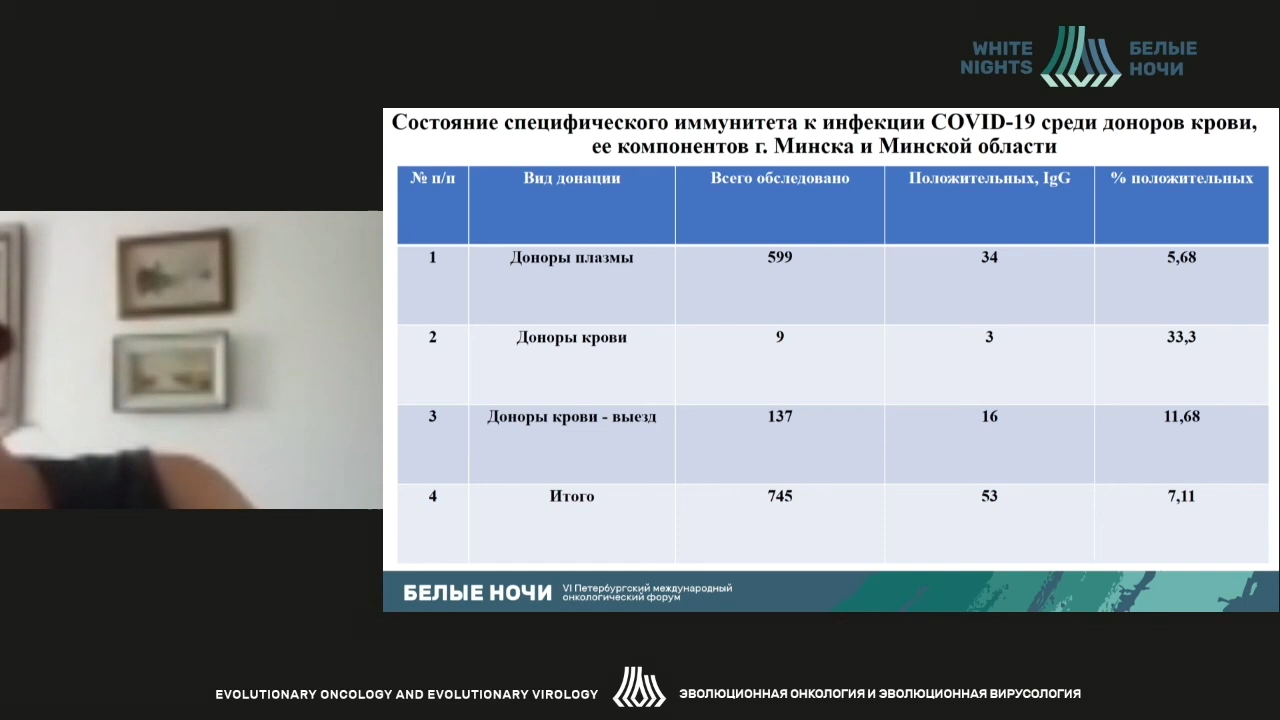 WHITE
NIGHTS
БЕЛЫЕ
НОЧИ
Состояние специфического иммунитета к инфекции COVID-19 среди доноров крови,
ее компонентов г. Минска и Минской области
№ п/п Вид донации Всего обследовано Положительных, IgG % положительных
1 Доноры плазмы 599 34 5,68
2 Доноры крови 9 3 33,3
3 Доноры крови - выезд 137 16 11,68
4 Итого 745 53 7,11
БЕЛЫЕ НОЧИ
VI Петербургский международный
онкологический форум
EVOLUTIONARY ONCOLOGY AND EVOLUTIONARY VIROLOGY
ЭВОЛЮЦИОННАЯ ОНКОЛОГИЯ И ЭВОЛЮЦИОННАЯ ВИРУСОЛОГИЯ